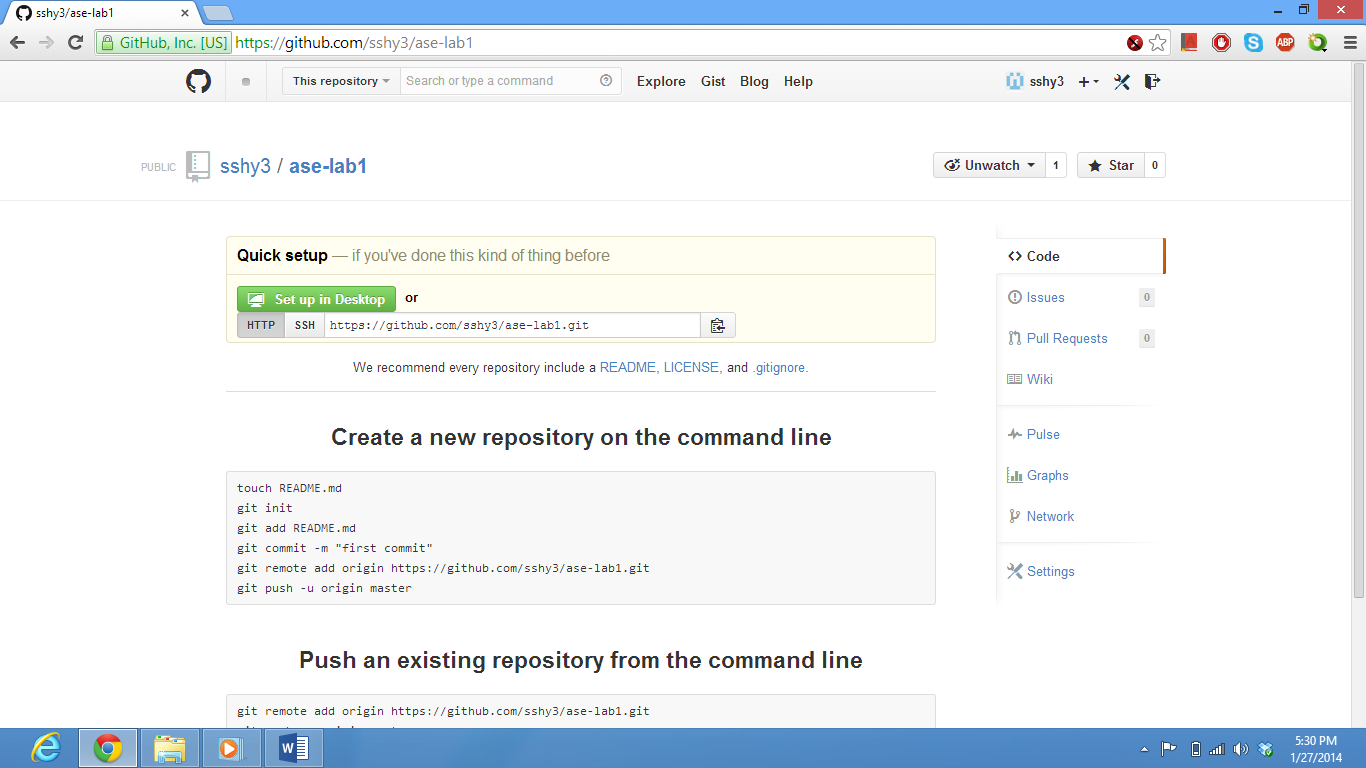 sshy3/ase-lab1
GitHub, Inc. [US] https://github.com/sshy3/ase-lab1
ABP
This repository Search or type a command Explore Gist Blog Help sshy3
PUBLIC sshy3 / ase-lab1 Unwatch 1 Star 0
Quick setup — if you've done this kind of thing before
Set up in Desktop or
HTTP SSH https://github.com/sshy3/ase-lab1.git
We recommend every repository include a README, LICENSE, and .gitignore.
Create a new repository on the command line
touch README.md
git init
git add README.md
git commit -m "first commit"
git remote add origin https://github.com/sshy3/ase-lab1.git
git push -u origin master
Push an existing repository from the command line
git remote add origin https://github.com/sshy3/ase-lab1.git
Code
Issues 0
Pull Requests 0
Wiki
Pulse
Graphs
Network
Settings
5:30 PM
1/27/2014